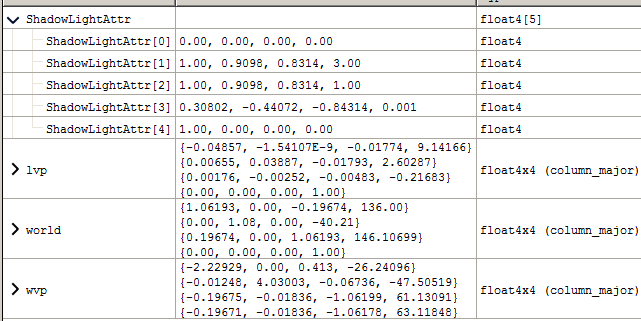 ShadowLightAttr float4[5]
ShadowLightAttr[0] 0.00, 0.00, 0.00, 0.00 float4
ShadowLightAttr[1] 1.00, 0.9098, 0.8314, 3.00 float4
ShadowLightAttr[2] 1.00, 0.9098, 0.8314, 1.00 float4
ShadowLightAttr[3] 0.30802, -0.44072, -0.84314, 0.001 float4
ShadowLightAttr[4] 1.00, 0.00, 0.00, 0.00 float4
{-0.04857, -1.54107E-9, -0.01774, 9.14166}
{0.00655, 0.03887, -0.01793, 2.60287}
lvp float4x4 (column_major)
{0.00176, -0.00252, -0.00483, -0.21683}
{0.00, 0.00, 0.00, 1.00}
{1.06193, 0.00, -0.19674, 136.00}
{0.00, 1.08, 0.00, -40.21}
world float4x4 (column_major)
{0.19674, 0.00, 1.06193, 146.10699}
{0.00, 0.00, 0.00, 1.00}
{-2.22929, 0.00, 0.413, -26.24096}
{-0.01248, 4.03003, -0.06736, -47.50519}
wvp float4x4 (column_major)
{-0.19675, -0.01836, -1.06199, 61.13091}
{-0.19671, -0.01836, -1.06178, 63.11848}